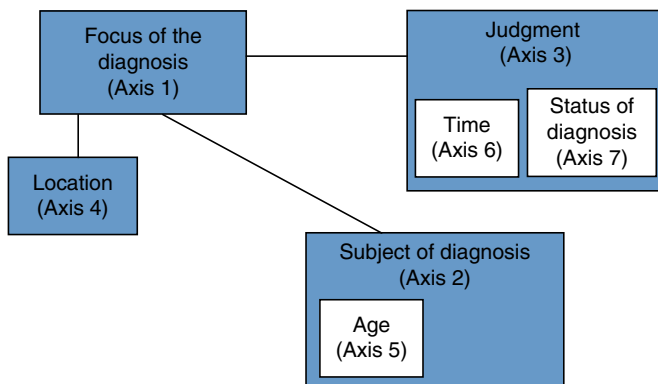 Focus of the
diagnosis
(Axis 1)
Judgment
(Axis 3)
Time
(Axis 6)
Status of
diagnosis
(Axis 7)
Location
(Axis 4)
Subject of diagnosis
(Axis 2)
Age
(Axis 5)